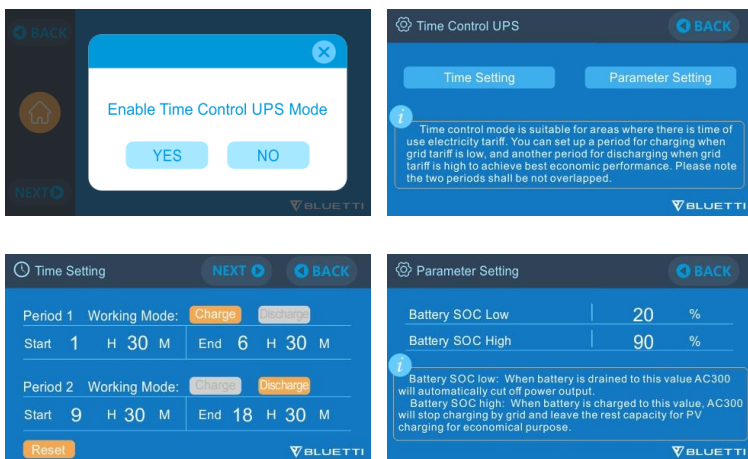 BACK
Enable Time Control UPS Mode
YES NO
NEXT
BLUETTI
Time Control UPS BACK
Time Setting Parameter Setting
i
Time control mode is suitable for areas where there is time of
use electricity tariff. You can set up a period for charging when
grid tariff is low, and another period for discharging when grid
tariff is high to achieve best economic performance. Please note
the two periods shall be not overlapped.
BLUETTI
Time Setting NEXT BACK
Period 1 Working Mode: Charge Discharge
Start 1 H 30 M End 6 H 30 M
Period 2 Working Mode: Charge Discharge
Start 9 H 30 M End 18 H 30 M
Reset BLUETTI
Parameter Setting BACK
Battery SOC Low 20 %
Battery SOC High 90 %
i
Battery SOC low: When battery is drained to this value AC300
will automatically cut off power output.
Battery SOC high: When battery is charged to this value, AC300
will stop charging by grid and leave the rest capacity for PV
charging for economical purpose.
BLUETTI